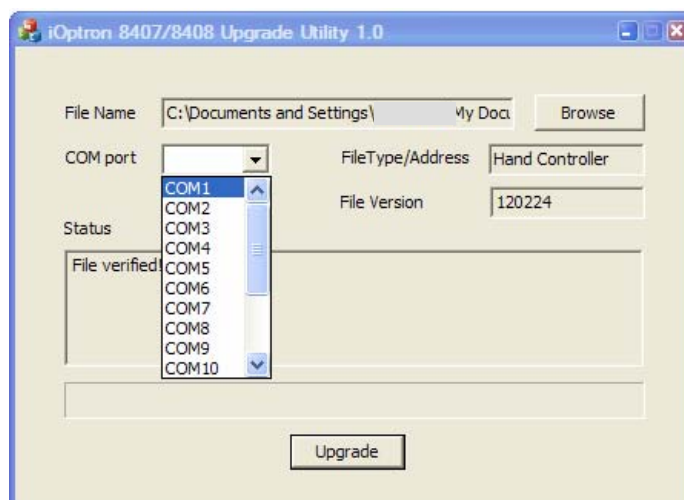 iOptron 8407/8408 Upgrade Utility 1.0
File Name C:\Documents and Settings\ My Docu Browse
COM port FileType/Address Hand Controller
COM1
COM2
File Version 120224
COM3
Status
COM4
File verified!
COM5
COM6
COM7
COM8
COM9
COM10
Upgrade